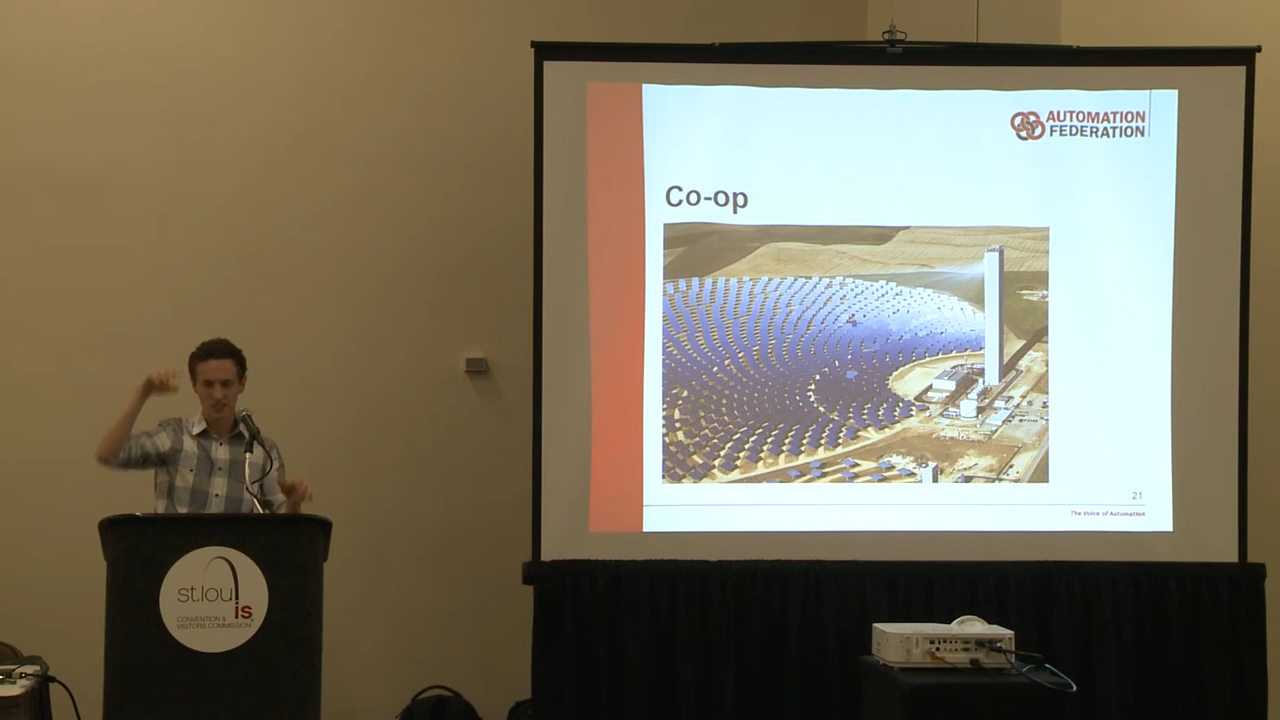 AUTOMATION
FEDERATION
Co-op
21
The Voice of Automation
st.louis
CONVENTION &
VISITORS COMMISSION